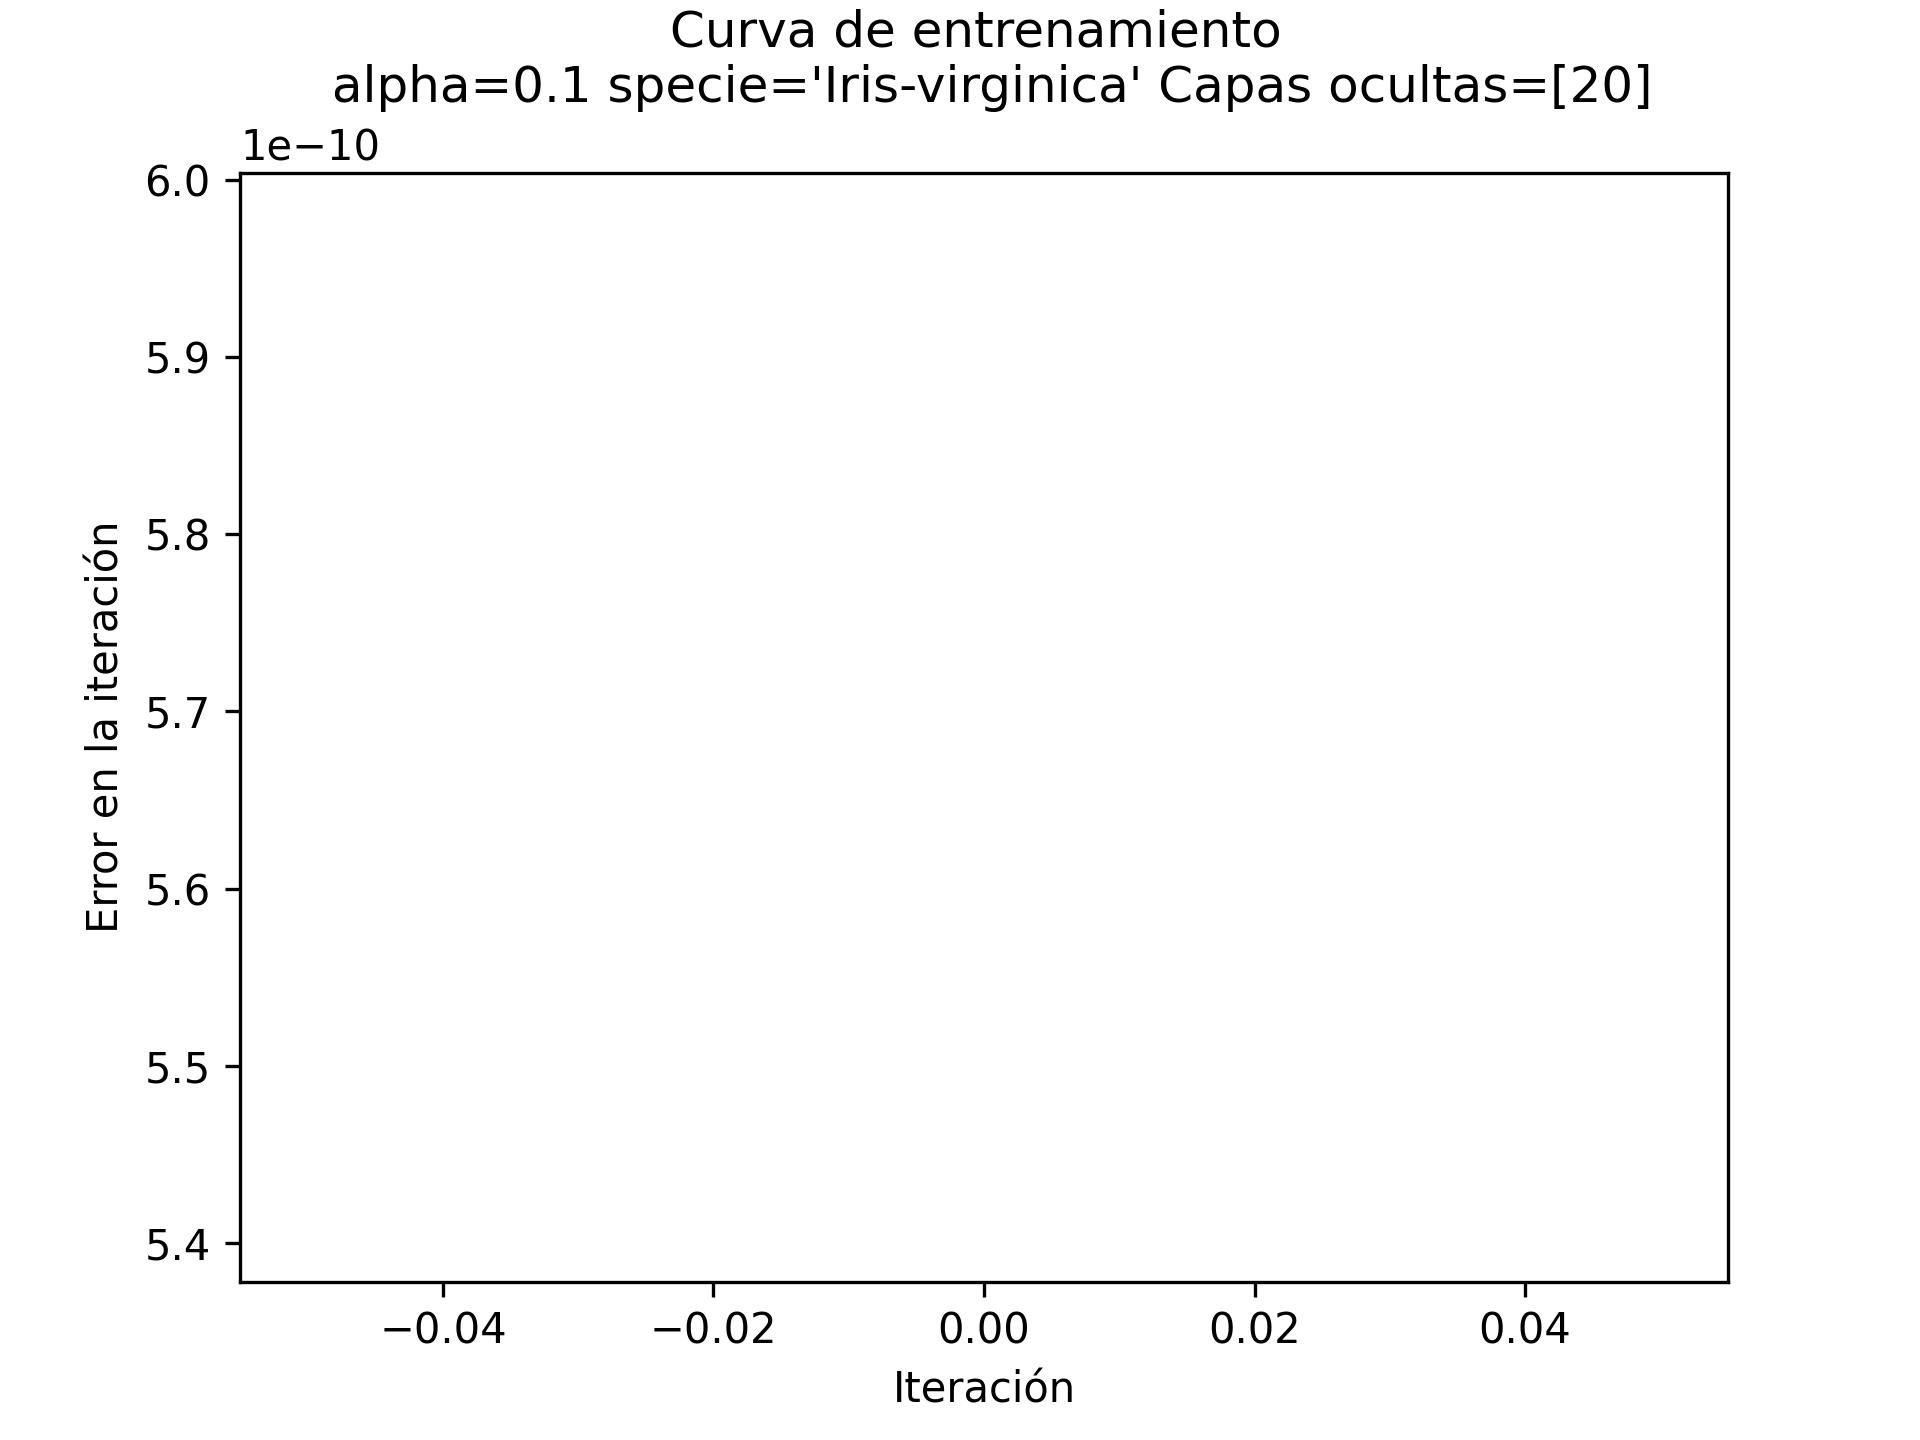 Curva de entrenamiento
alpha=0.1 specie='Iris-virginica' Capas ocultas=[20]
1e−10
6.0
5.9
5.8
5.7
5.6
5.5
5.4
Error en la iteración
−0.04
−0.02
0.00
0.02
0.04
Iteración